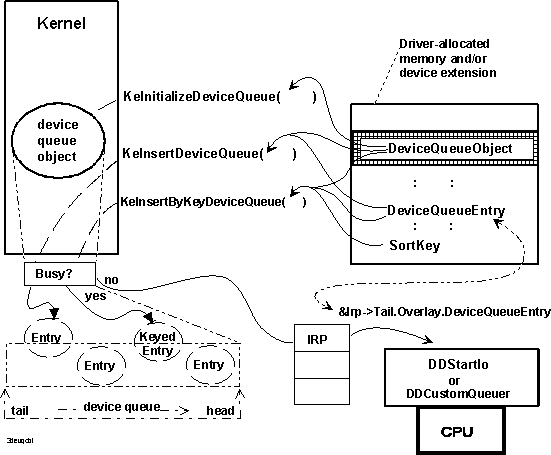 Kernel
Driver-allocated
memory and/or
device extension
KeInitializeDeviceQueue( )
device
queue
object
DeviceQueueObject
KeInsertDeviceQueue( )
: :
KeInsertByKeyDeviceQueue( )
DeviceQueueEntry
: :
SortKey
Busy?
no
yes
&Irp->Tail.Overlay.DeviceQueueEntry
Entry
Keyed
Entry
IRP
Entry
Entry
DDStartIo
or
DDCustomQueuer
tail
device queue
head
CPU